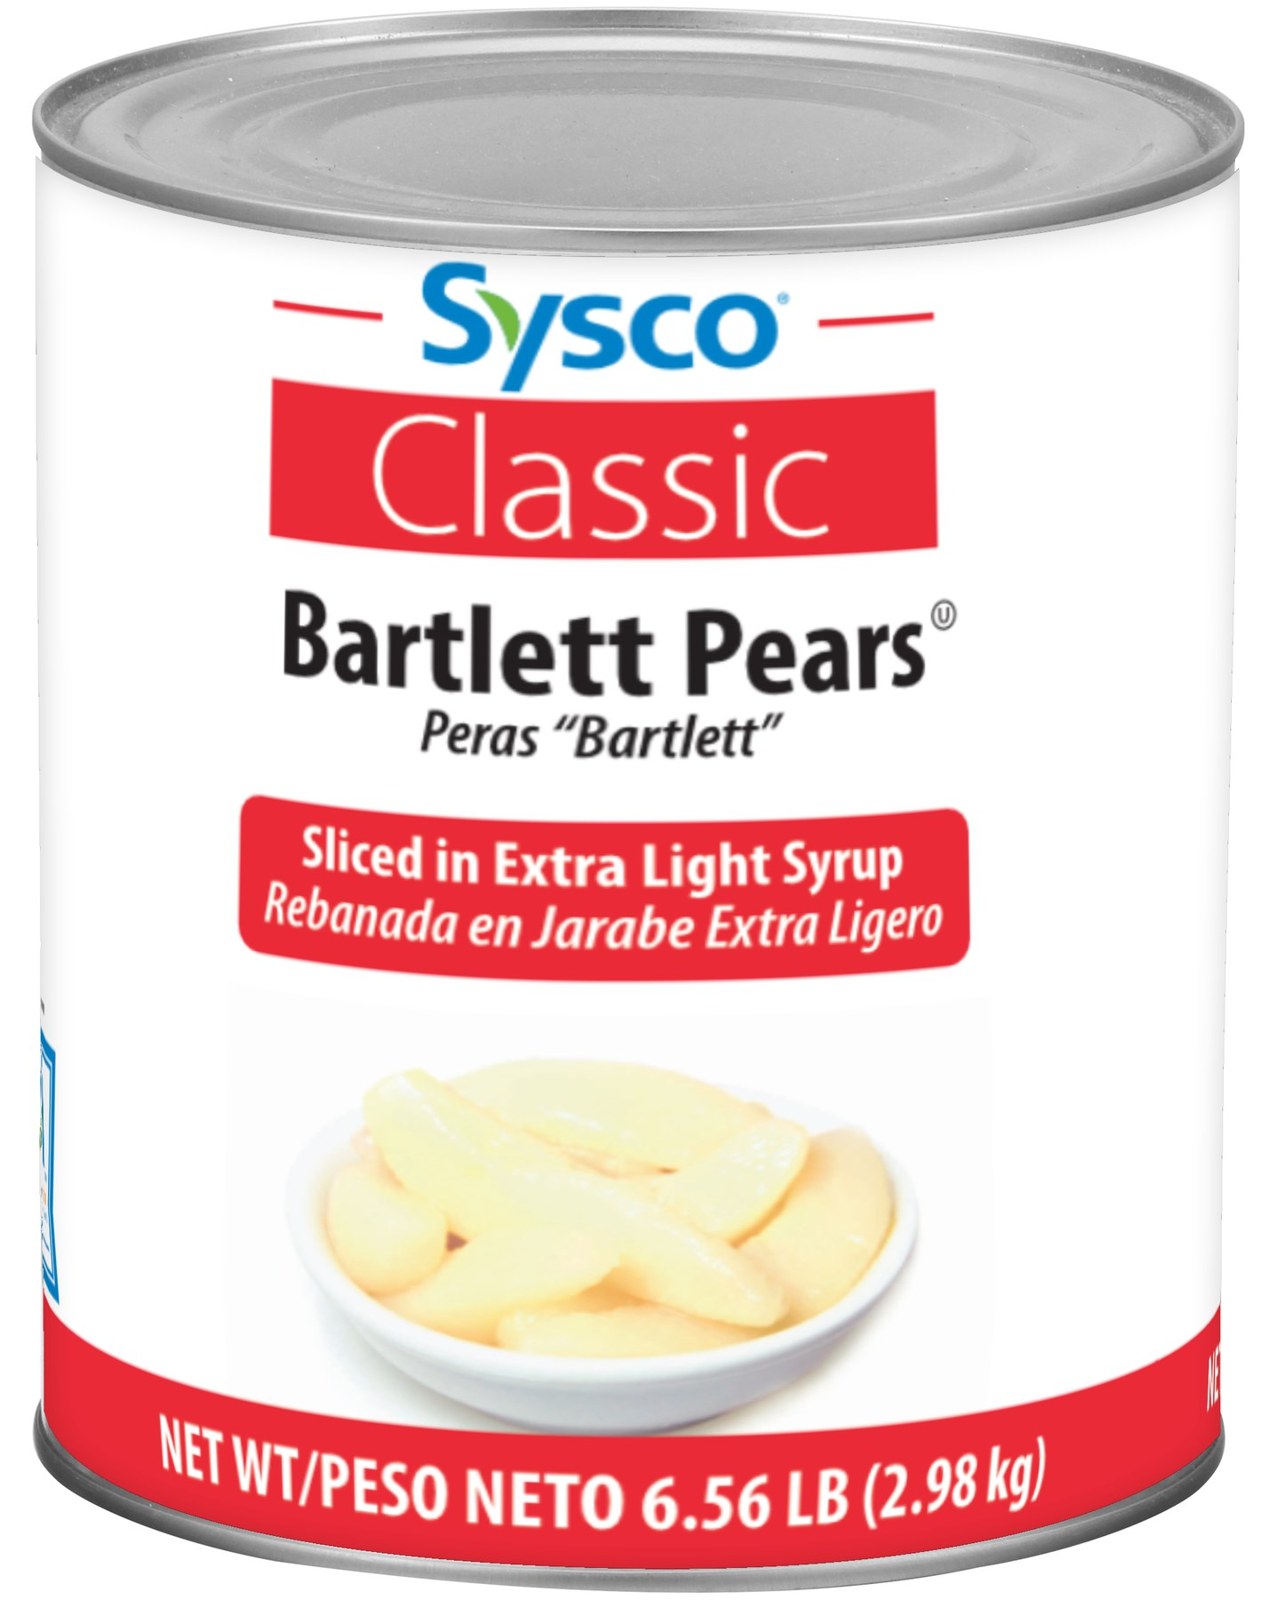 Sysco®
Classic
Bartlett Pears Ⓤ
Peras “Bartlett”
Sliced in Extra Light Syrup
Rebanada en Jarabe Extra Ligero
NET WT/PESO NETO 6.56 LB (2.98 kg)